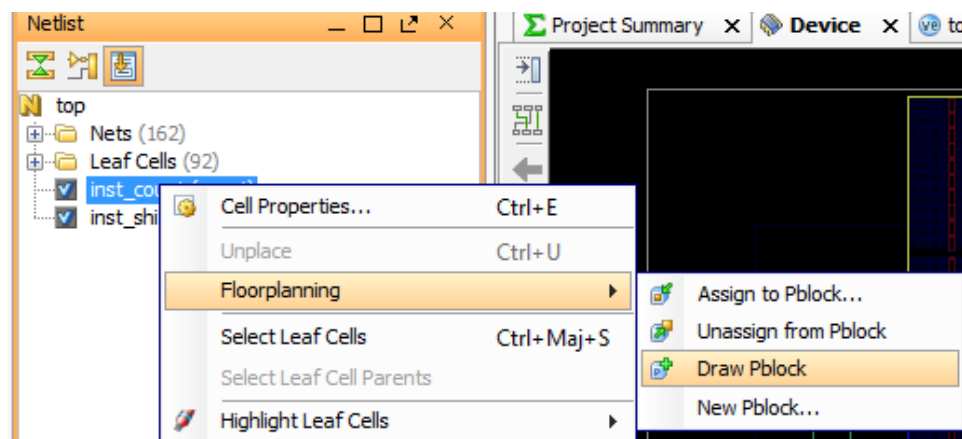 Netlist
Project Summary
Device
top
Nets (162)
Leaf Cells (92)
inst_cou
inst_shi
Cell Properties... Ctrl+E
Unplace Ctrl+U
Floorplanning
Select Leaf Cells Ctrl+Maj+S
Select Leaf Cell Parents
Highlight Leaf Cells
Assign to Pblock...
Unassign from Pblock
Draw Pblock
New Pblock...